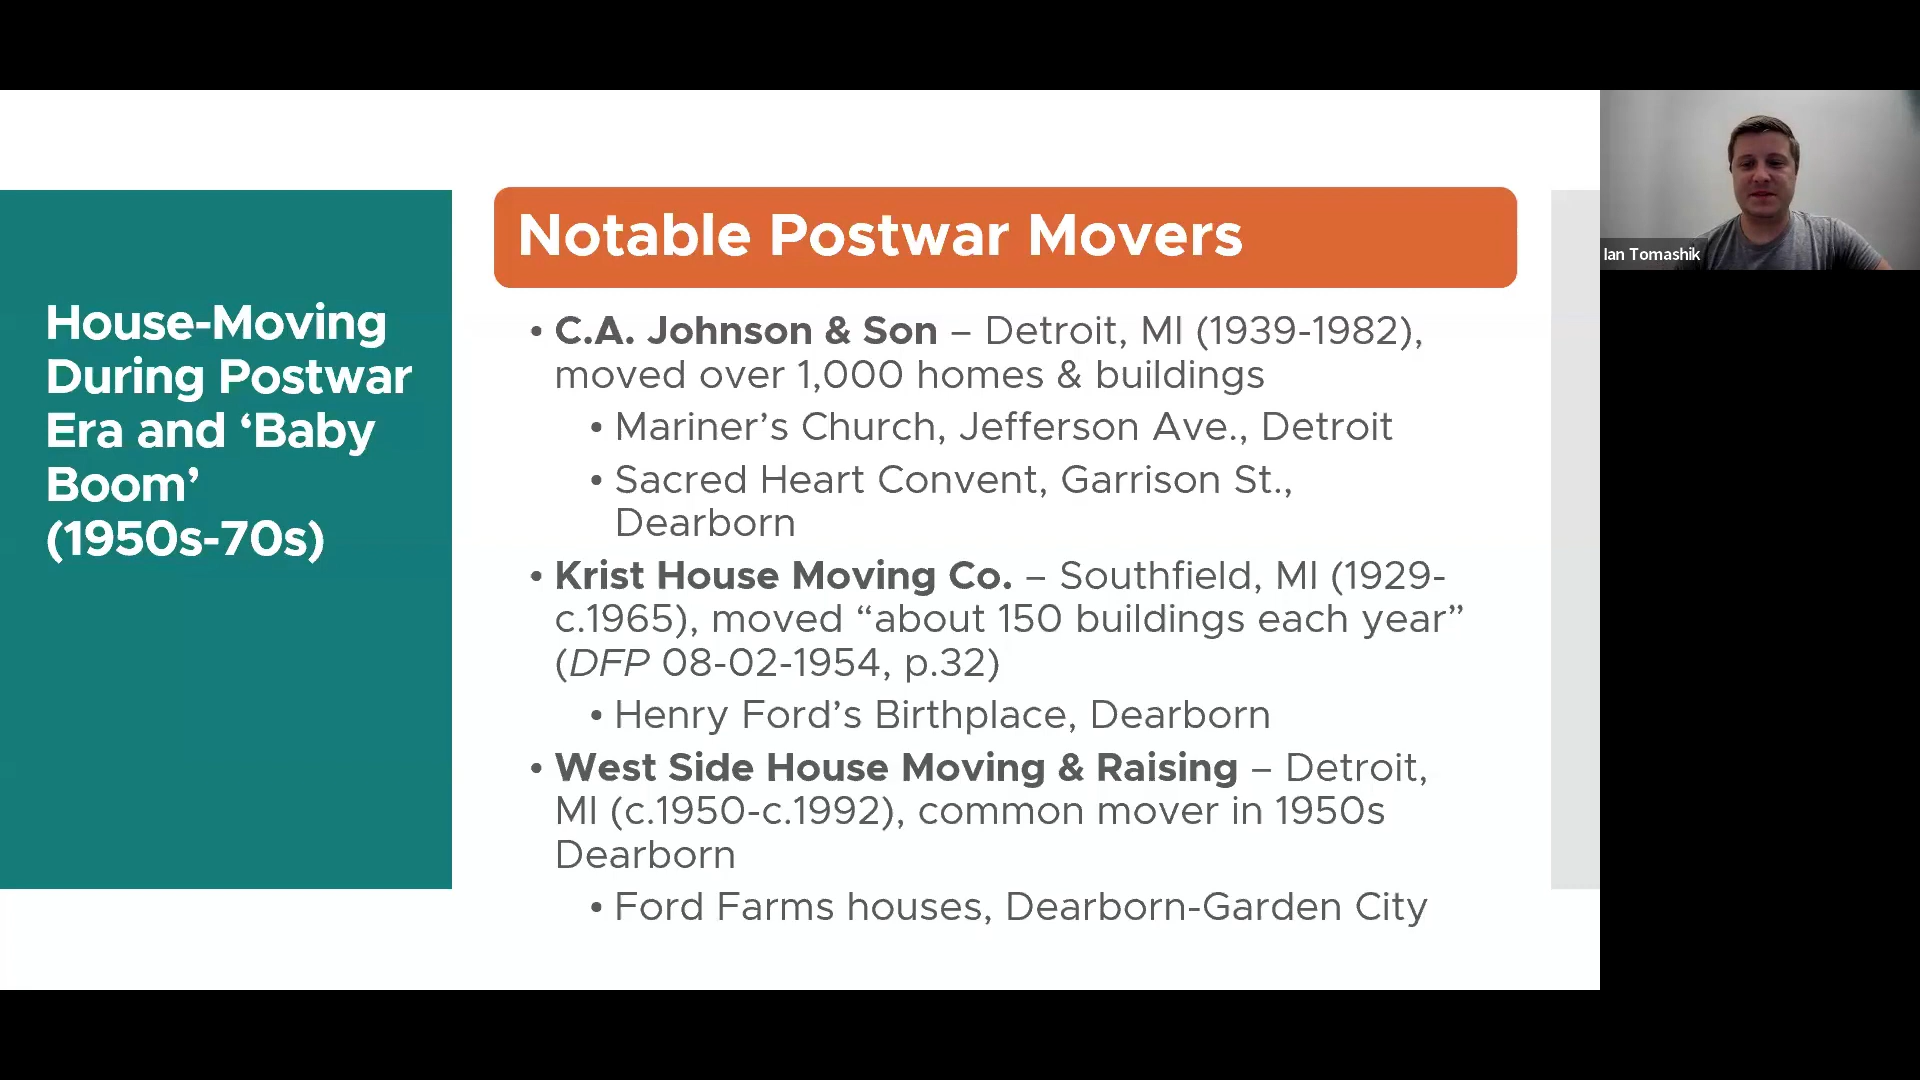 House-Moving
During Postwar
Era and ‘Baby
Boom’
(1950s-70s)
Notable Postwar Movers
• C.A. Johnson & Son – Detroit, MI (1939-1982),
moved over 1,000 homes & buildings
• Mariner’s Church, Jefferson Ave., Detroit
• Sacred Heart Convent, Garrison St.,
Dearborn
• Krist House Moving Co. – Southfield, MI (1929-
c.1965), moved “about 150 buildings each year”
(DFP 08-02-1954, p.32)
• Henry Ford’s Birthplace, Dearborn
• West Side House Moving & Raising – Detroit,
MI (c.1950-c.1992), common mover in 1950s
Dearborn
• Ford Farms houses, Dearborn-Garden City
Ian Tomashik